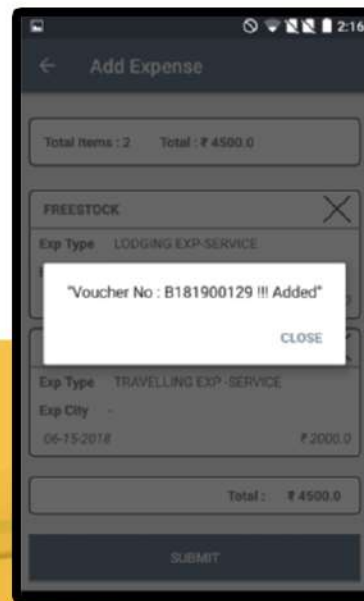 2:16
Add Expense
Total Items : 2 Total : ₹ 4500.0
FREESTOCK
Exp Type LODGING EXP-SERVICE
"Voucher No : B181900129 !!! Added"
CLOSE
Exp Type TRAVELLING EXP -SERVICE
Exp City -
06-15-2018 ₹ 2000.0
Total : ₹ 4500.0
SUBMIT